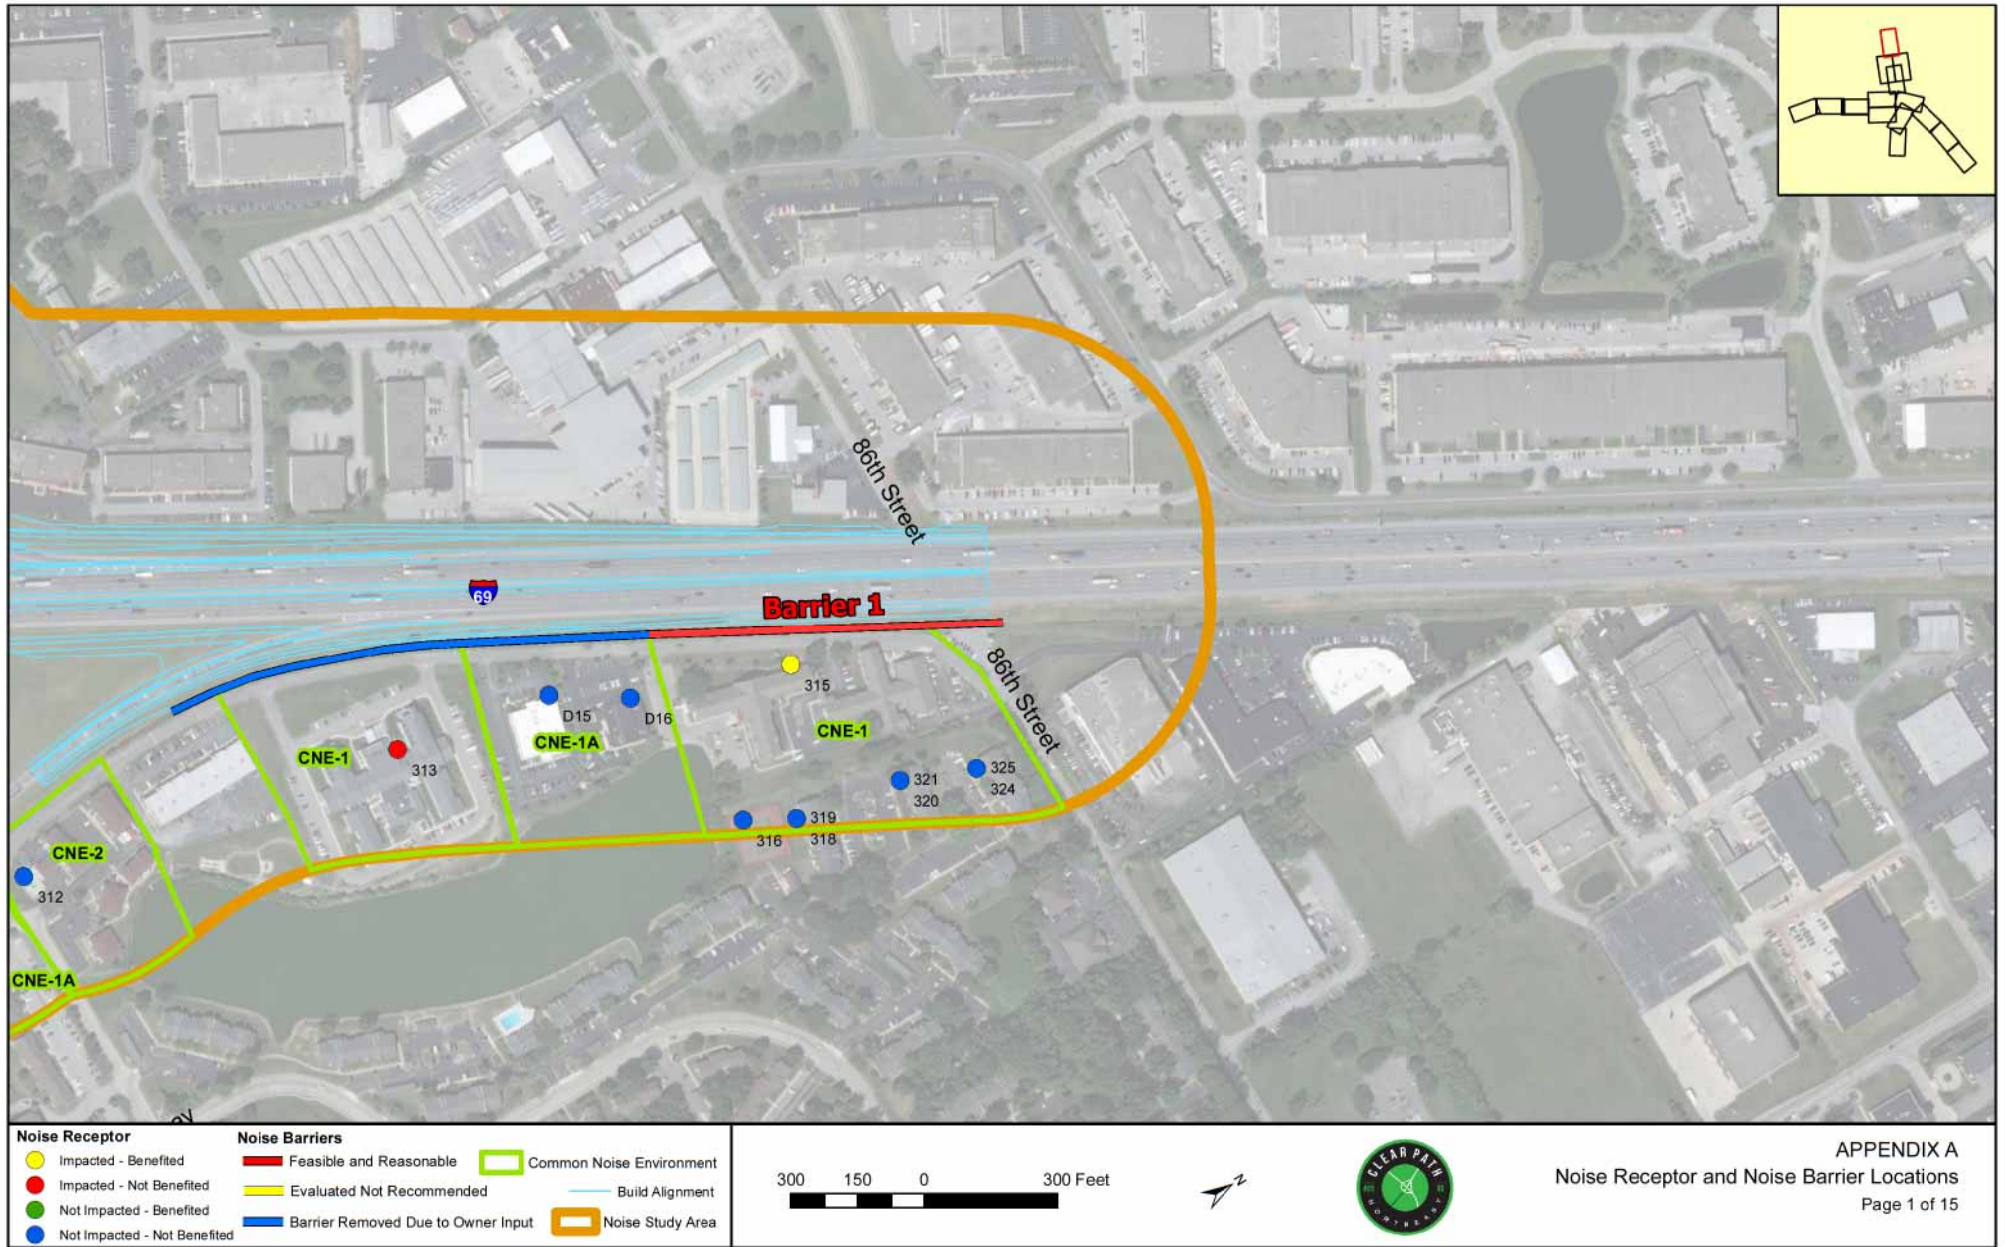 86th Street
69
Barrier 1
86th Street
315
D15
D16
CNE-1A
CNE-1
CNE-1
313
321
320
325
324
316
319
318
CNE-2
312
CNE-1A
ay
Noise Receptor
Impacted - Benefited
Impacted - Not Benefited
Not Impacted - Benefited
Not Impacted - Not Benefited
Noise Barriers
Feasible and Reasonable
Evaluated Not Recommended
Barrier Removed Due to Owner Input
Common Noise Environment
Build Alignment
Noise Study Area
300 150 0 300 Feet
N
CLEAR PATH
NORTHEAST
APPENDIX A
Noise Receptor and Noise Barrier Locations
Page 1 of 15